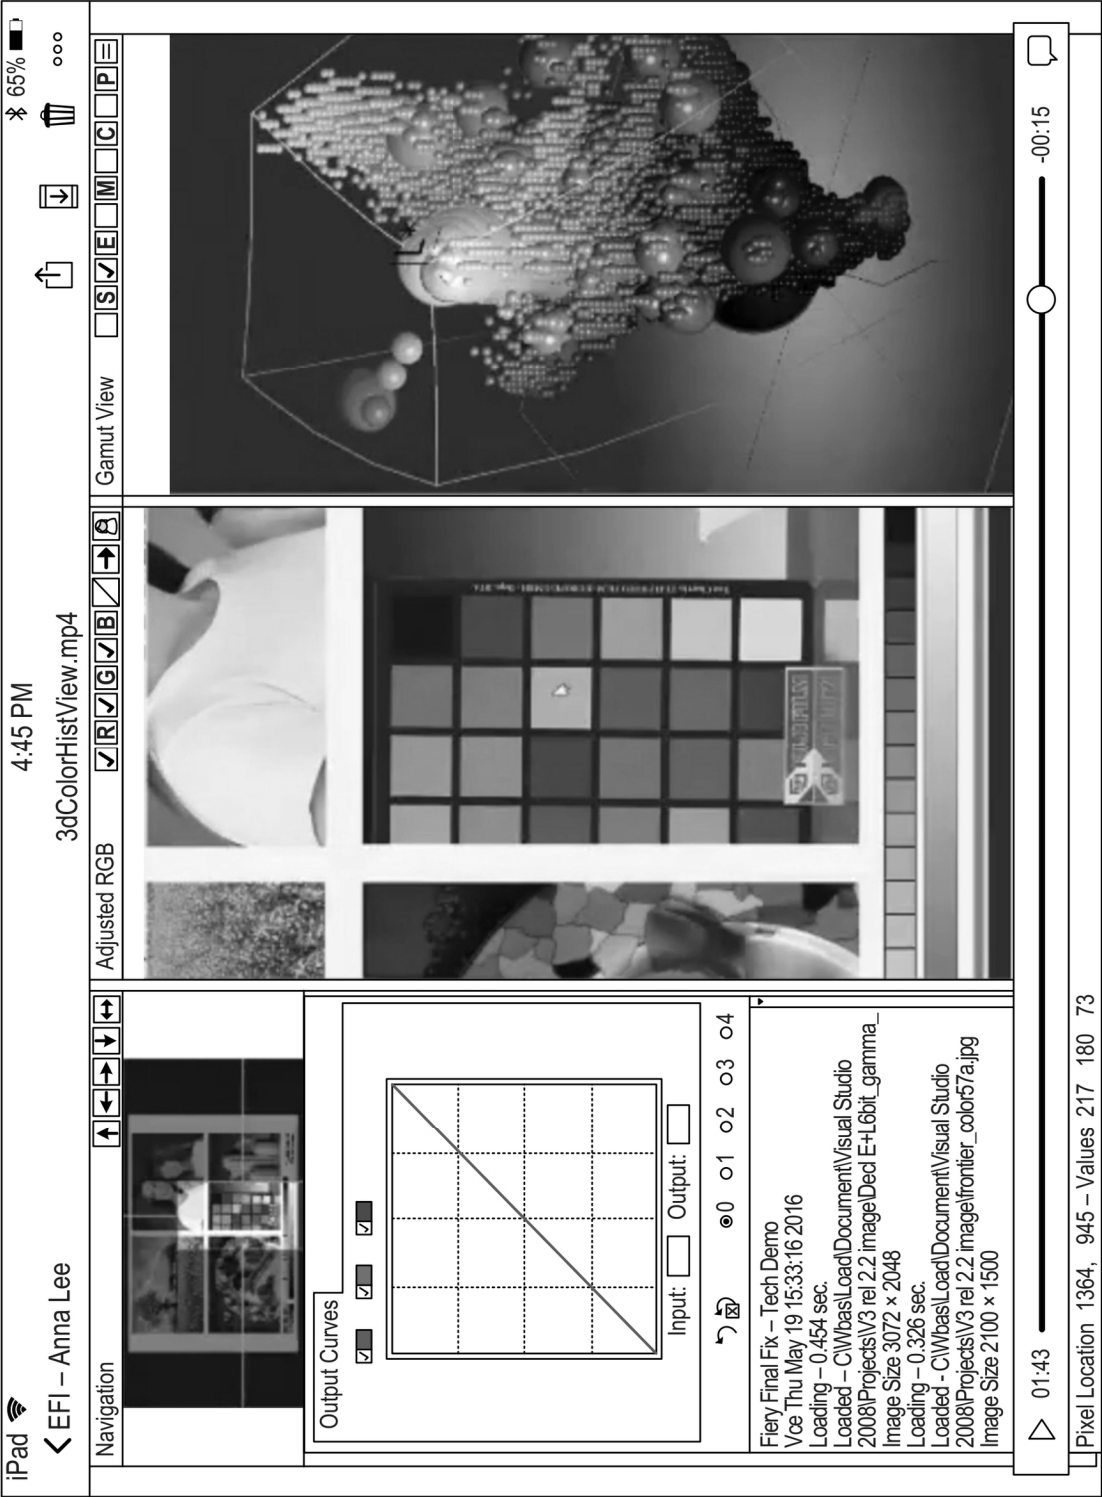 iPad
4:45 PM
65%
EFI – Anna Lee
3dColorHistView.mp4
Navigation
Adjusted RGB
R G B
Gamut View
S E M C P
Output Curves
Input:
Output:
0 1 2 3 4
Fiery Final Fix – Tech Demo
Vce Thu May 19 15:33:16 2016
Loading – 0.454 sec.
Loaded – C\Wbas\Load\Document\Visual Studio
2008\Projects\V3 rel 2.2 image\Ded E+L6bit_gamma_
Image Size 3072 × 2048
Loading – 0.326 sec.
Loaded - C\Wbas\Load\Document\Visual Studio
2008\Projects\V3 rel 2.2 image\frontier_color57a.jpg
Image Size 2100 × 1500
01:43
-00:15
Pixel Location 1364, 945 – Values 217 180 73